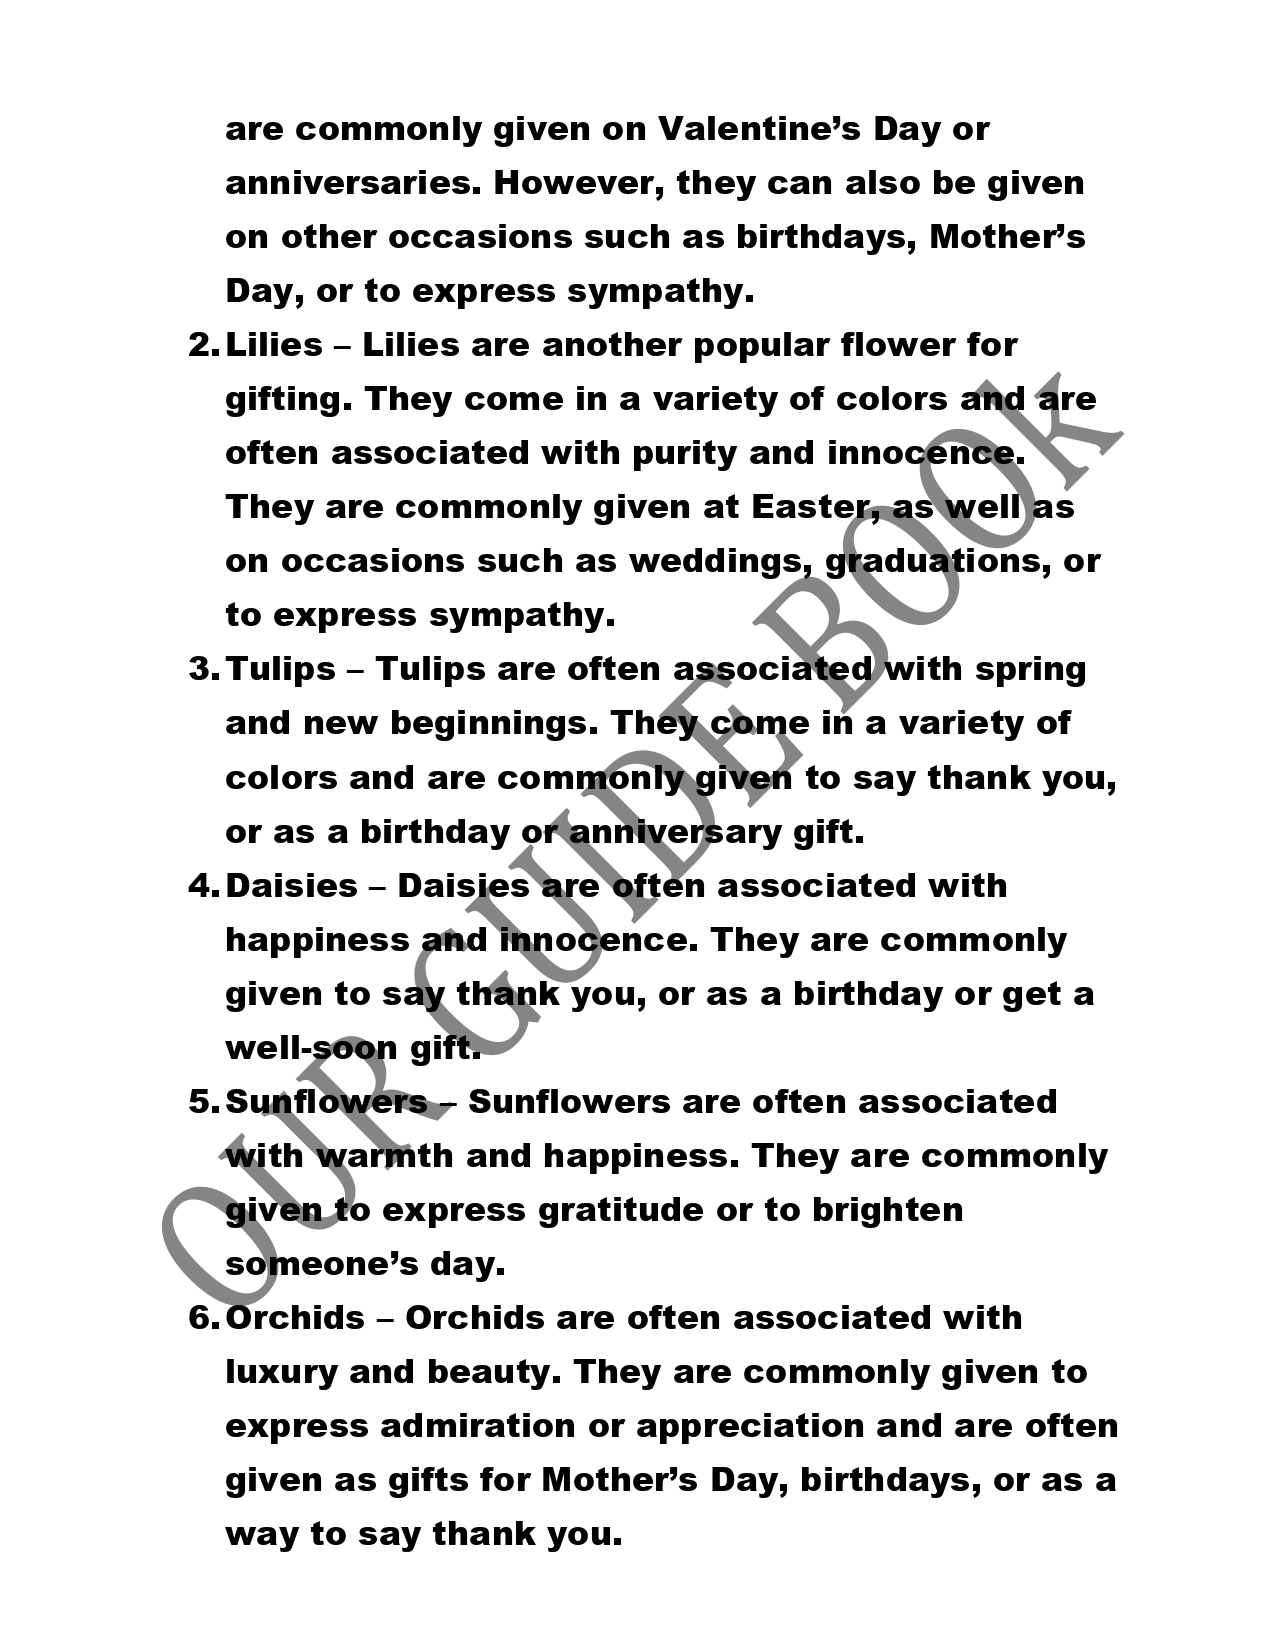 are commonly given on Valentine’s Day or
anniversaries. However, they can also be given
on other occasions such as birthdays, Mother’s
Day, or to express sympathy.
2. Lilies – Lilies are another popular flower for
gifting. They come in a variety of colors and are
often associated with purity and innocence.
They are commonly given at Easter, as well as
on occasions such as weddings, graduations, or
to express sympathy.
3. Tulips – Tulips are often associated with spring
and new beginnings. They come in a variety of
colors and are commonly given to say thank you,
or as a birthday or anniversary gift.
4. Daisies – Daisies are often associated with
happiness and innocence. They are commonly
given to say thank you, or as a birthday or get a
well-soon gift.
5. Sunflowers – Sunflowers are often associated
with warmth and happiness. They are commonly
given to express gratitude or to brighten
someone’s day.
6. Orchids – Orchids are often associated with
luxury and beauty. They are commonly given to
express admiration or appreciation and are often
given as gifts for Mother’s Day, birthdays, or as a
way to say thank you.
OUR GUIDE BOOk